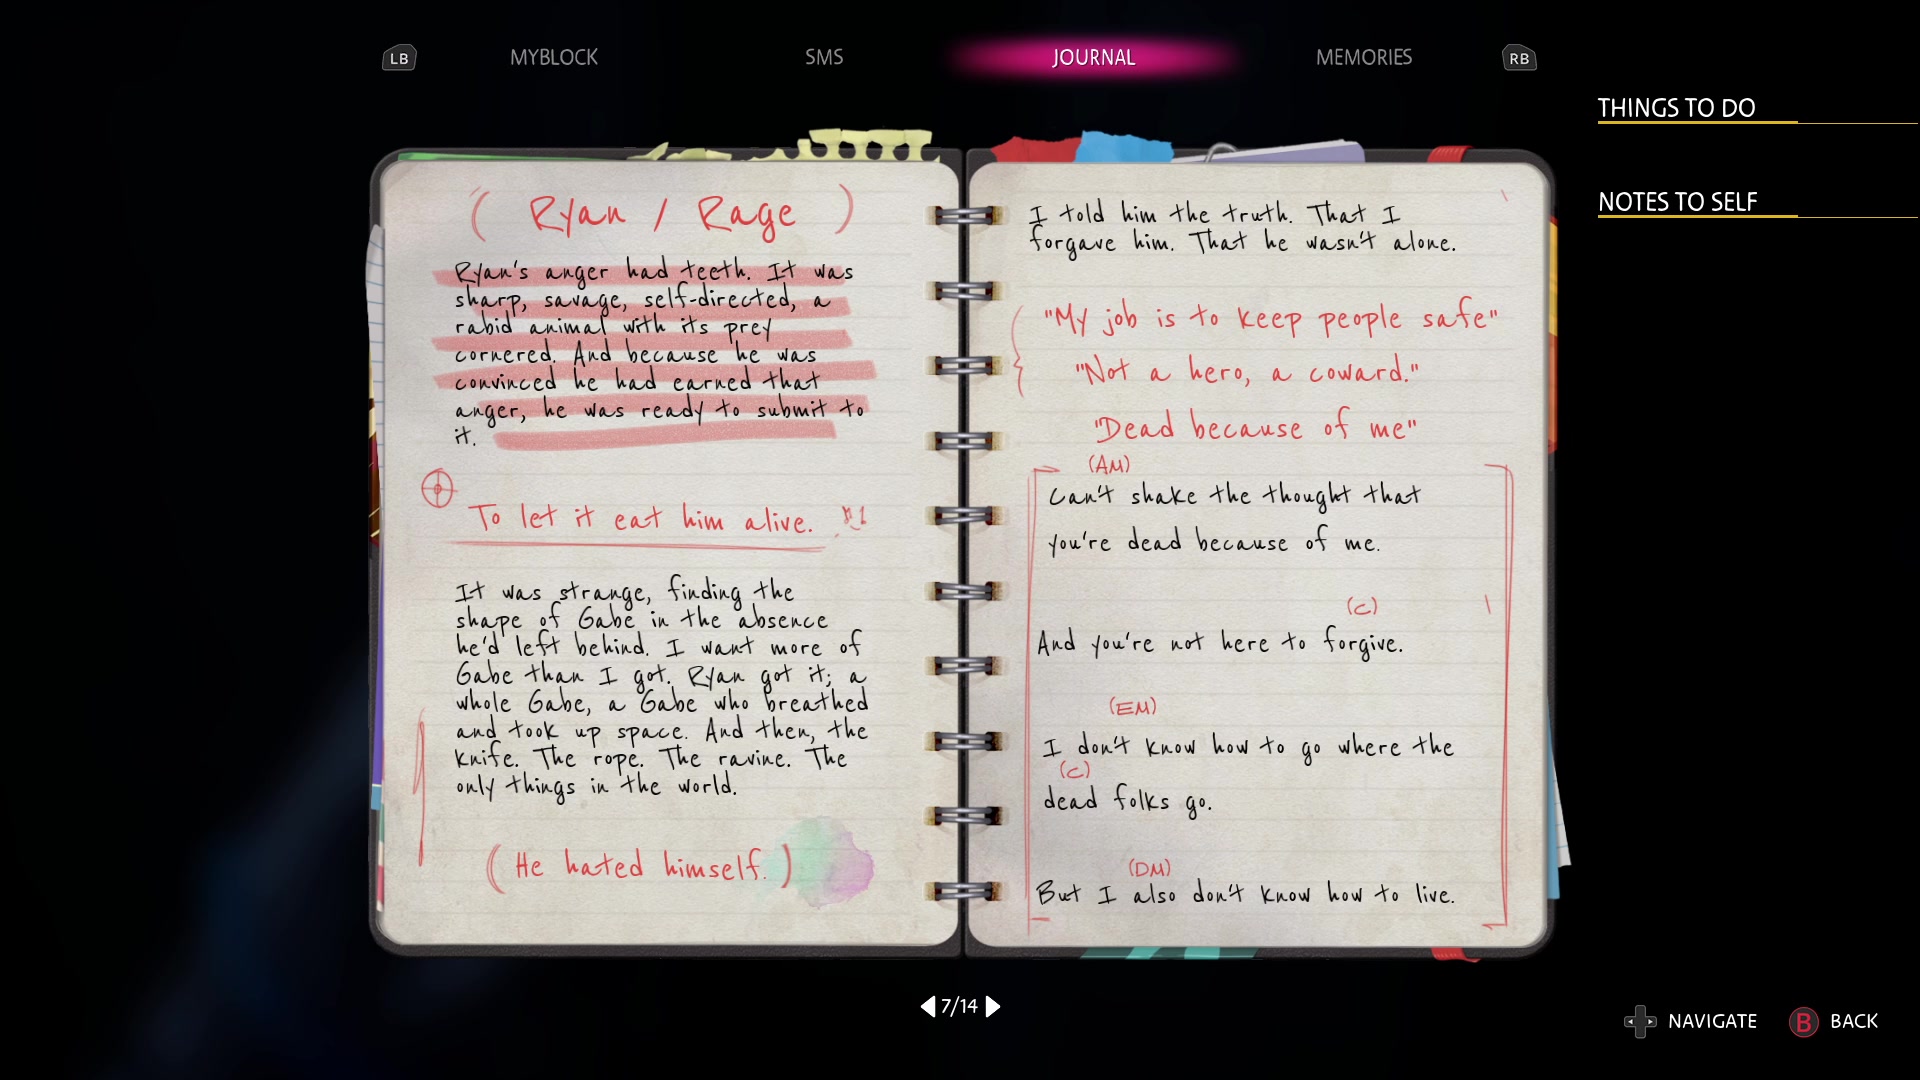 LB
MYBLOCK
SMS
JOURNAL
MEMORIES
RB
THINGS TO DO
NOTES TO SELF
( Ryan / Rage )
Ryan's anger had teeth. It was
sharp, savage, self-directed, a
rabid animal with its prey
cornered. And because he was
convinced he had earned that
anger, he was ready to submit to
it.
To let it eat him alive.
It was strange, finding the
shape of Gabe in the absence
he'd left behind. I want more of
Gabe than I got. Ryan got it; a
whole Gabe, a Gabe who breathed
and took up space. And then, the
knife. The rope. The ravine. The
only things in the world.
( He hated himself. )
I told him the truth. That I
forgave him. That he wasn't alone.
"My job is to keep people safe"
"Not a hero, a coward."
"Dead because of me"
(AM)
Can't shake the thought that
you're dead because of me.
(C)
And you're not here to forgive.
(EM)
I don't know how to go where the
(C)
dead folks go.
(DM)
But I also don't know how to live.
7/14
NAVIGATE
B BACK